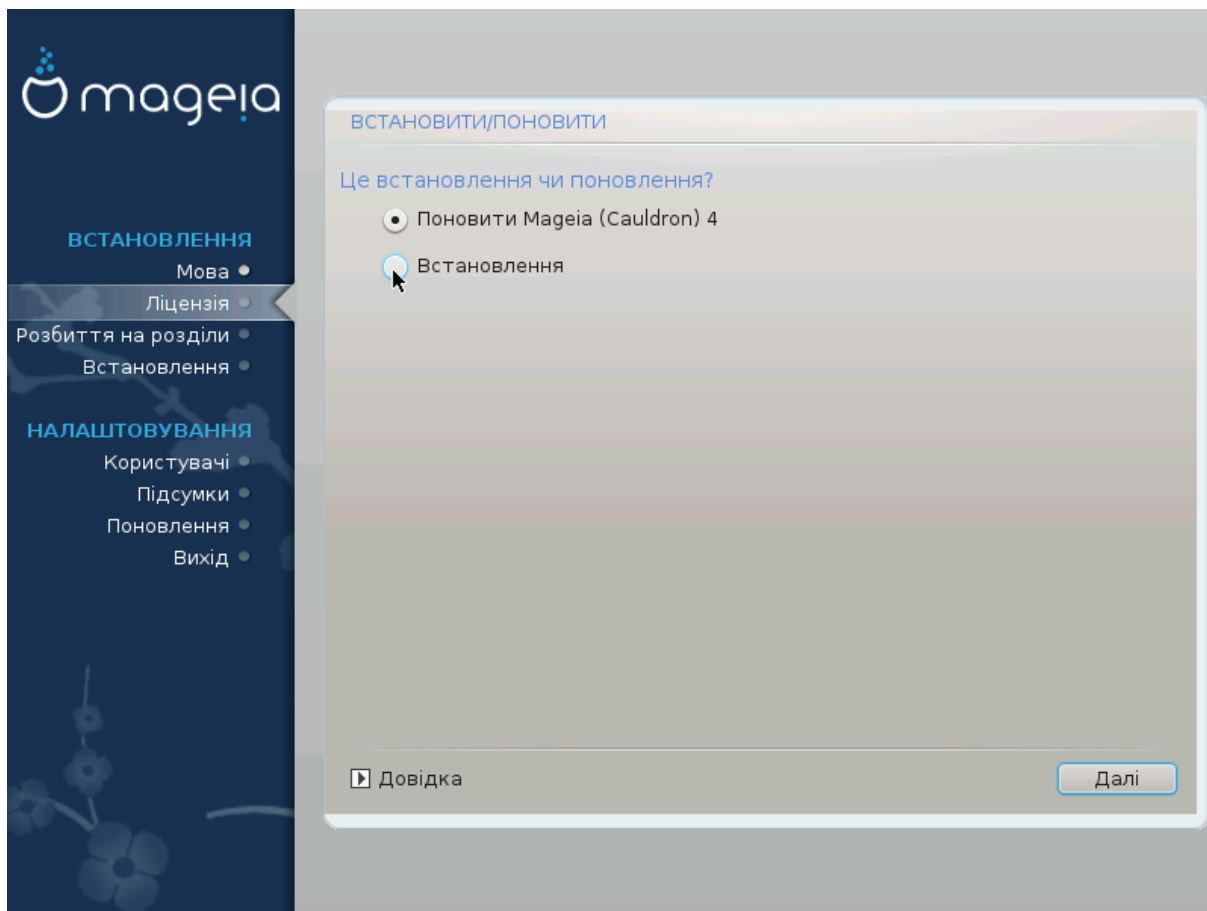 mageia
ВСТАНОВЛЕННЯ
Мова
Ліцензія
Розбиття на розділи
Встановлення
НАЛАШТОВУВАННЯ
Користувачі
Підсумки
Поновлення
Вихід
ВСТАНОВИТИ/ПОНОВИТИ
Це встановлення чи поновлення?
Поновити Mageia (Cauldron) 4
Встановлення
Довідка
Далі